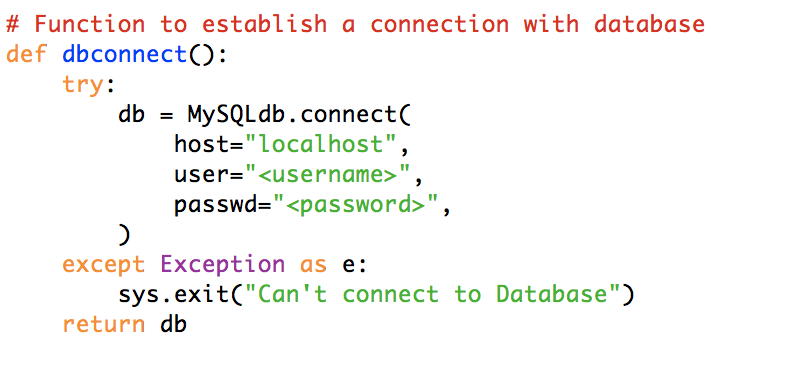 # Function to establish a connection with database
def dbconnect():
    try:
        db = MySQLdb.connect(
            host="localhost",
            user="<username>",
            passwd="<password>",
        )
    except Exception as e:
        sys.exit("Can't connect to Database")
    return db